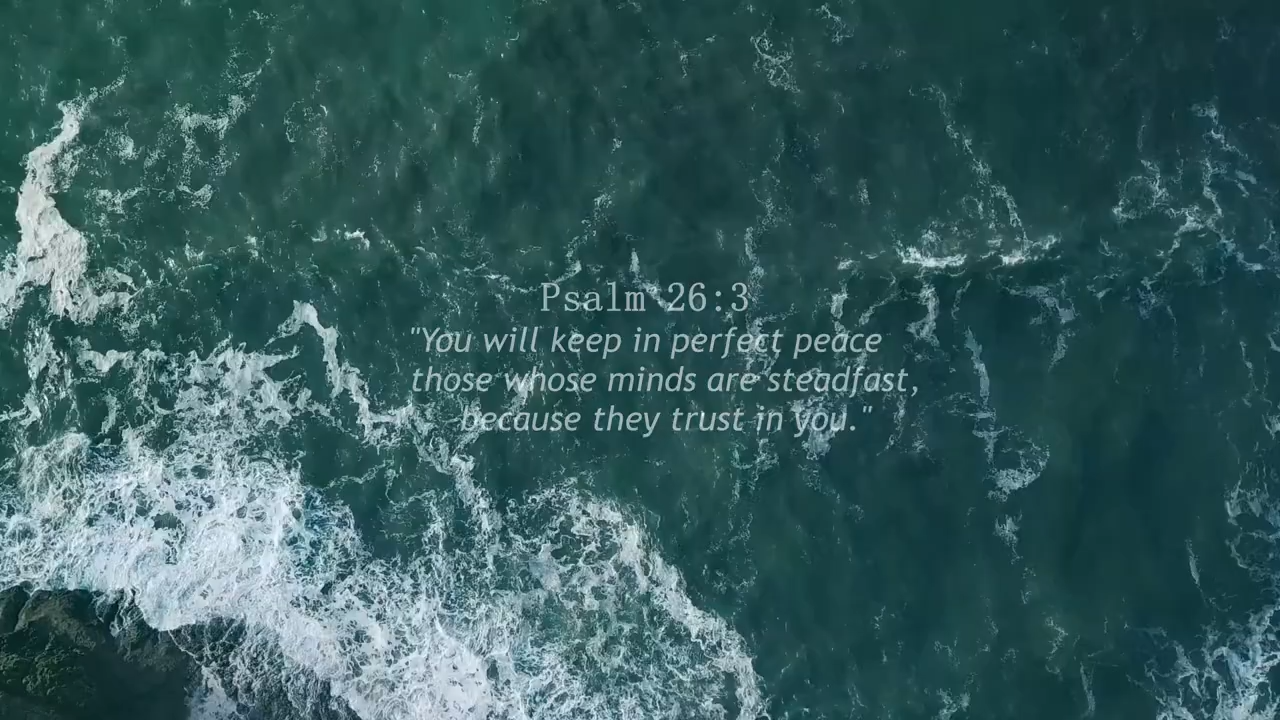 Psalm 26:3
"You will keep in perfect peace
those whose minds are steadfast,
because they trust in you."